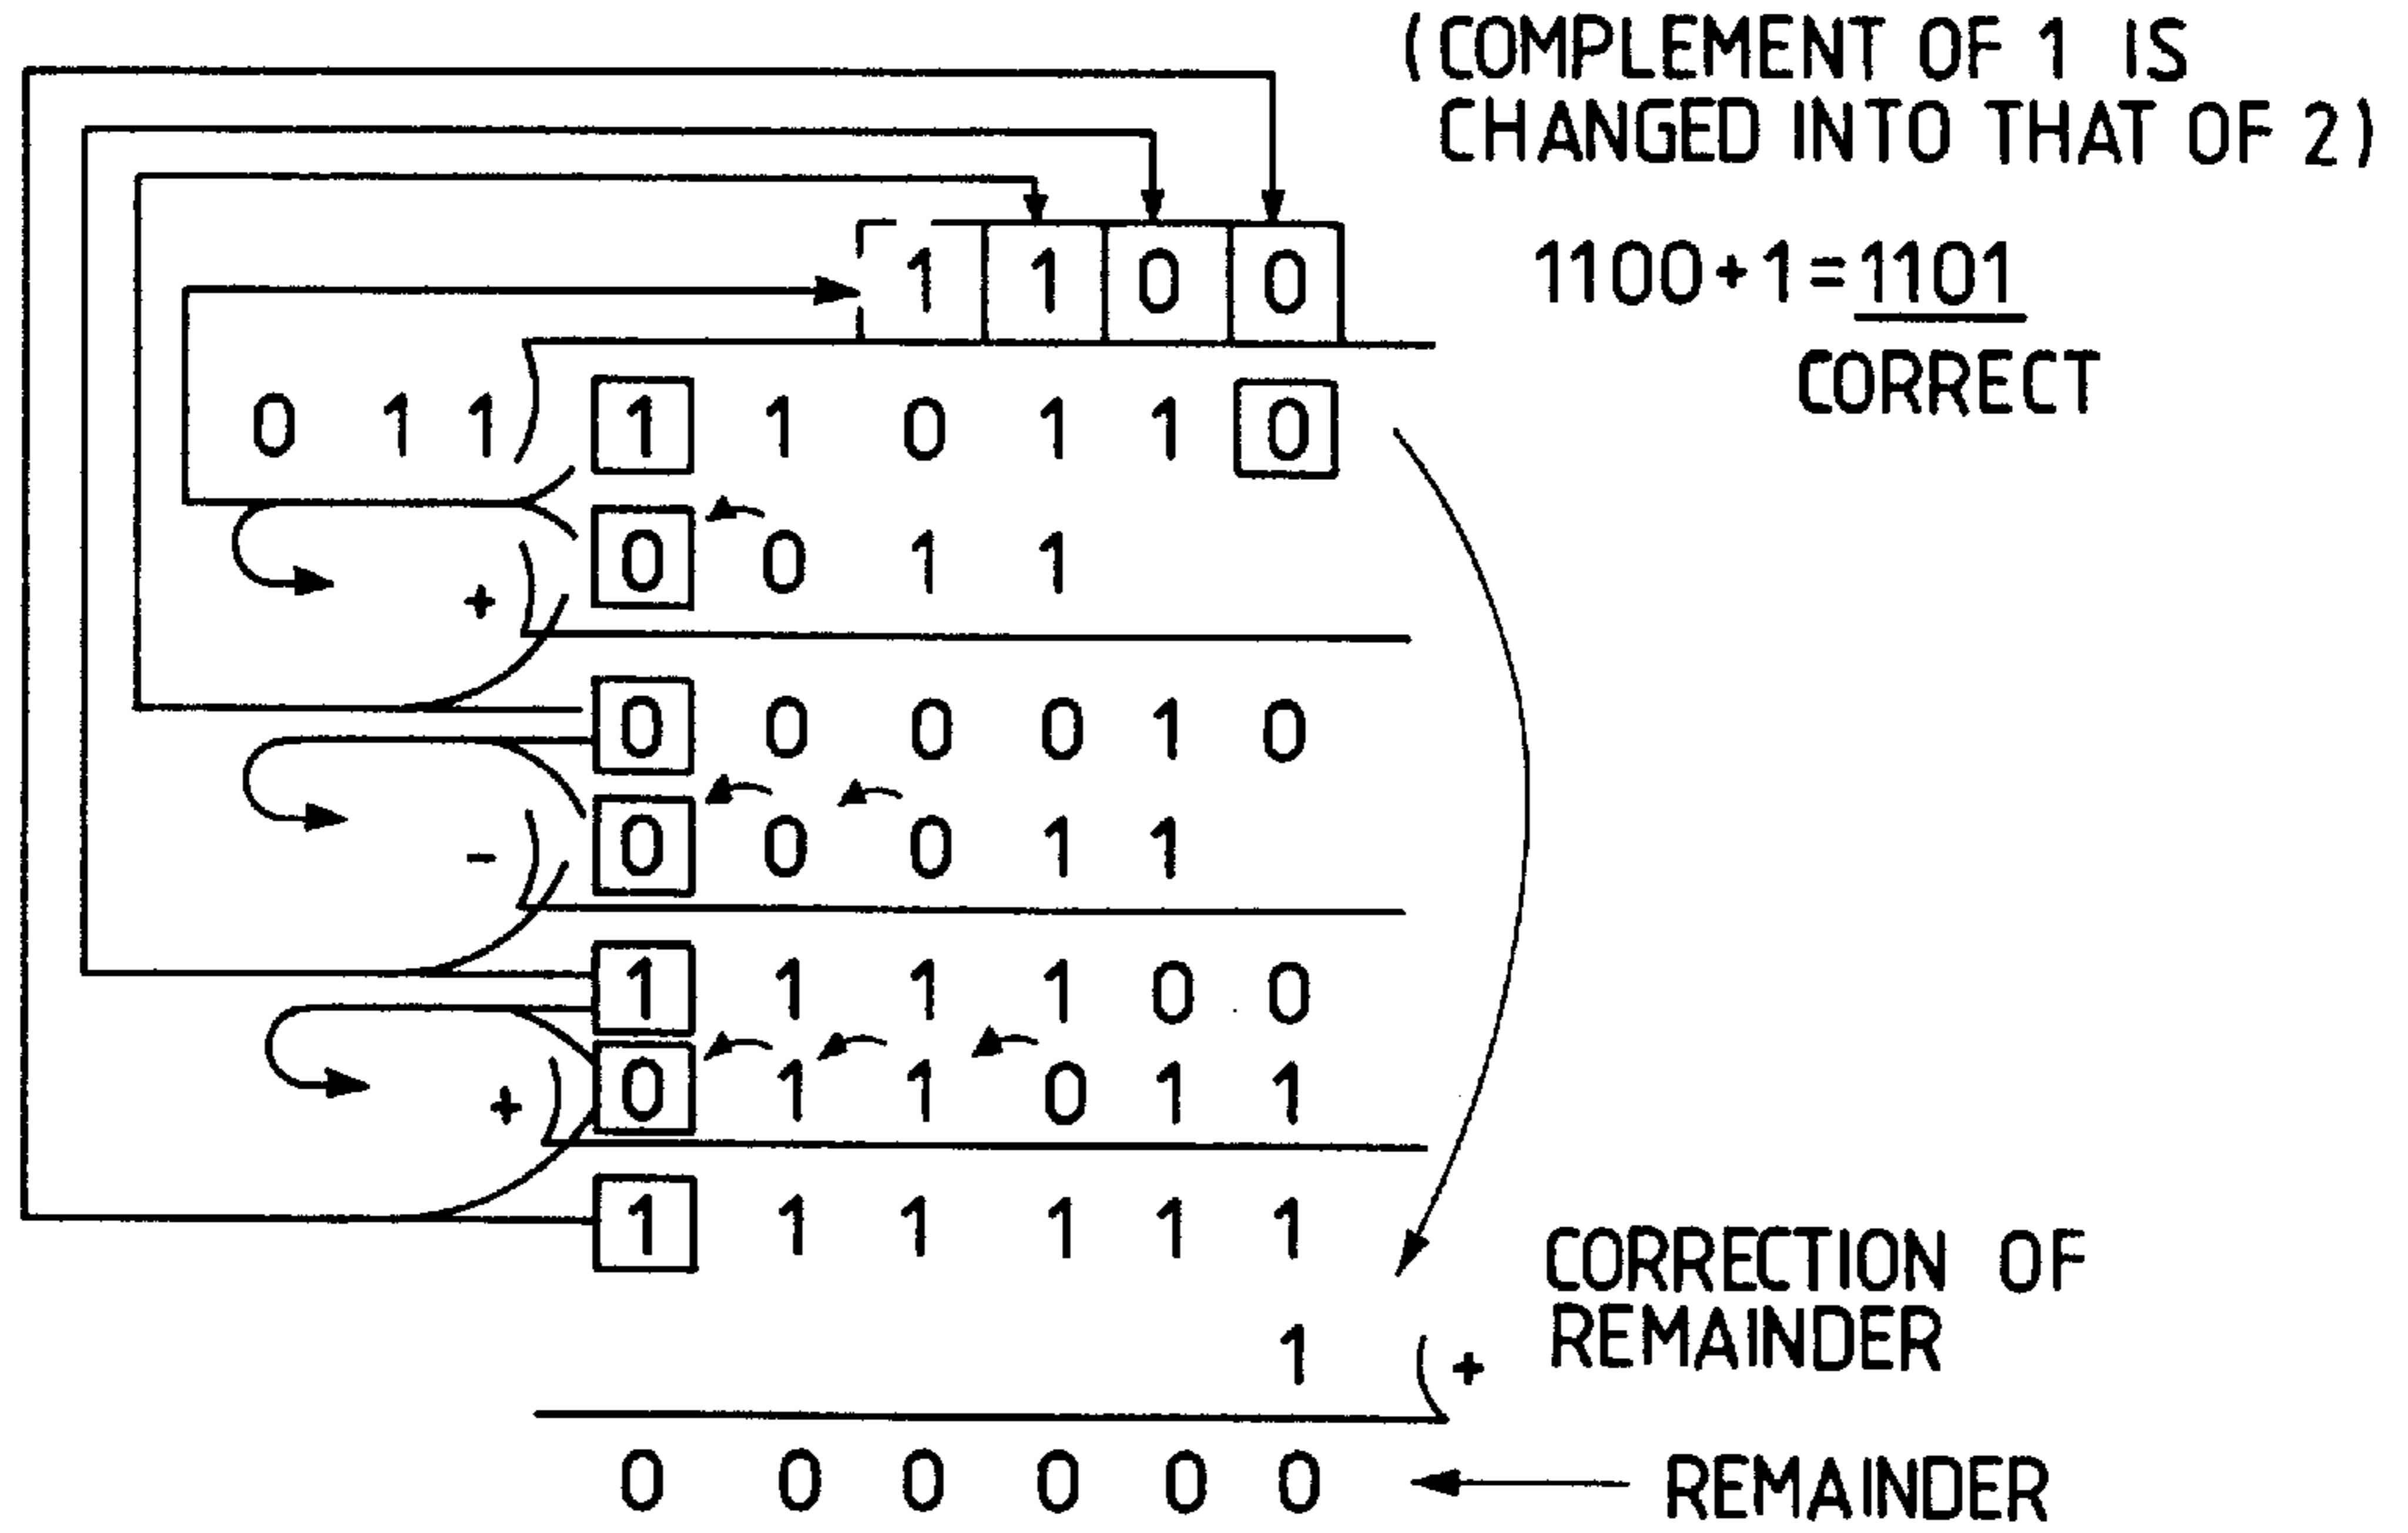 (COMPLEMENT OF 1 IS
CHANGED INTO THAT OF 2)
1 1 0 0
1100+1=1101
CORRECT
0 1 1 ) 1 1 0 1 1 0
+ ) 0 0 1 1
0 0 0 0 1 0
- ) 0 0 0 1 1
1 1 1 1 0 0
+ ) 0 1 1 0 1 1
1 1 1 1 1 1
CORRECTION OF
REMAINDER
1 ( +
0 0 0 0 0 0
REMAINDER